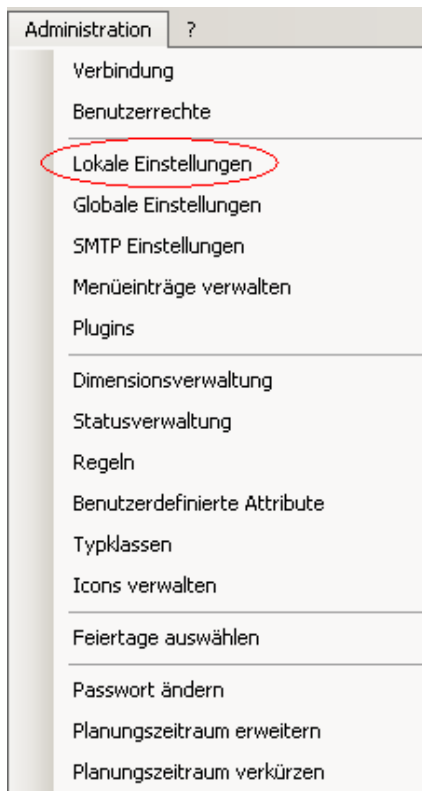 Administration ?
Verbindung
Benutzerrechte
Lokale Einstellungen
Globale Einstellungen
SMTP Einstellungen
Menüeinträge verwalten
Plugins
Dimensionsverwaltung
Statusverwaltung
Regeln
Benutzerdefinierte Attribute
Typklassen
Icons verwalten
Feiertage auswählen
Passwort ändern
Planungszeitraum erweitern
Planungszeitraum verkürzen